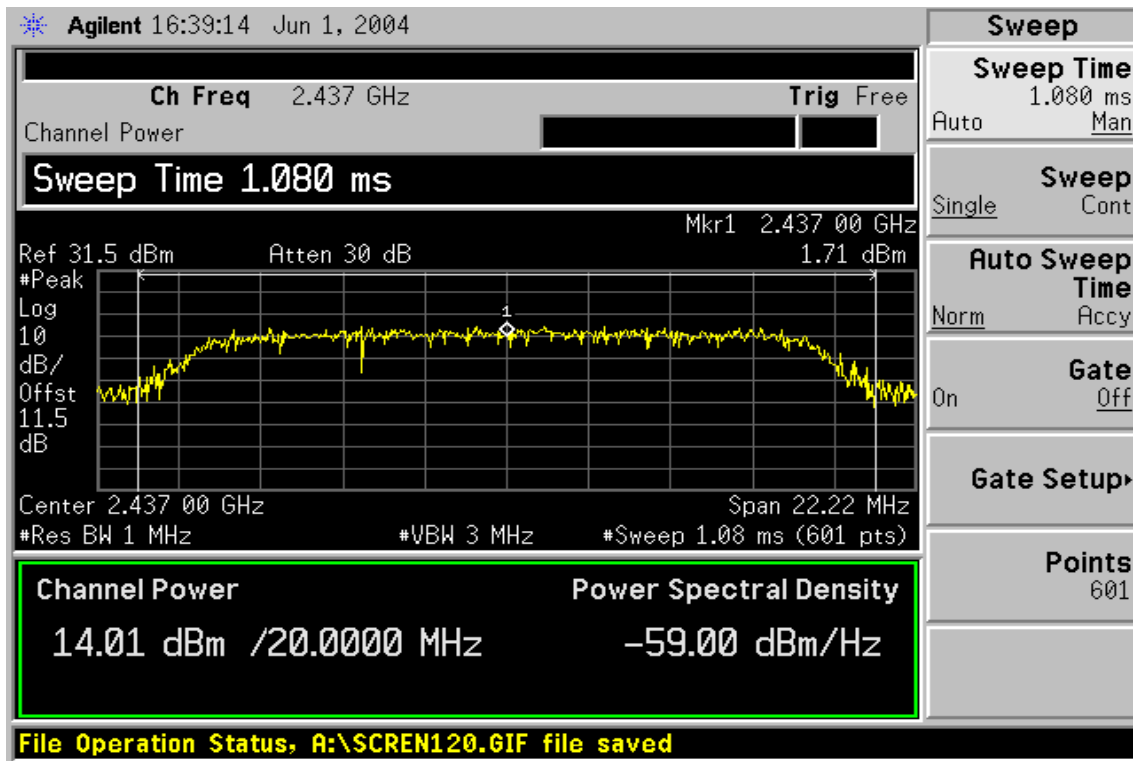 Agilent 16:39:14 Jun 1, 2004
Ch Freq 2.437 GHz Trig Free
Channel Power
Sweep Time 1.080 ms
Mkr1 2.437 00 GHz
Ref 31.5 dBm Atten 30 dB 1.71 dBm
#Peak
Log
10
dB/
Offst
11.5
dB
1
Center 2.437 00 GHz Span 22.22 MHz
#Res BW 1 MHz #VBW 3 MHz #Sweep 1.08 ms (601 pts)
Channel Power Power Spectral Density
14.01 dBm /20.0000 MHz -59.00 dBm/Hz
File Operation Status, A:\SCREN120.GIF file saved
Sweep
Sweep Time
1.080 ms
Auto Man
Sweep
Single Cont
Auto Sweep
Time
Norm Accy
Gate
On Off
Gate Setup
Points
601